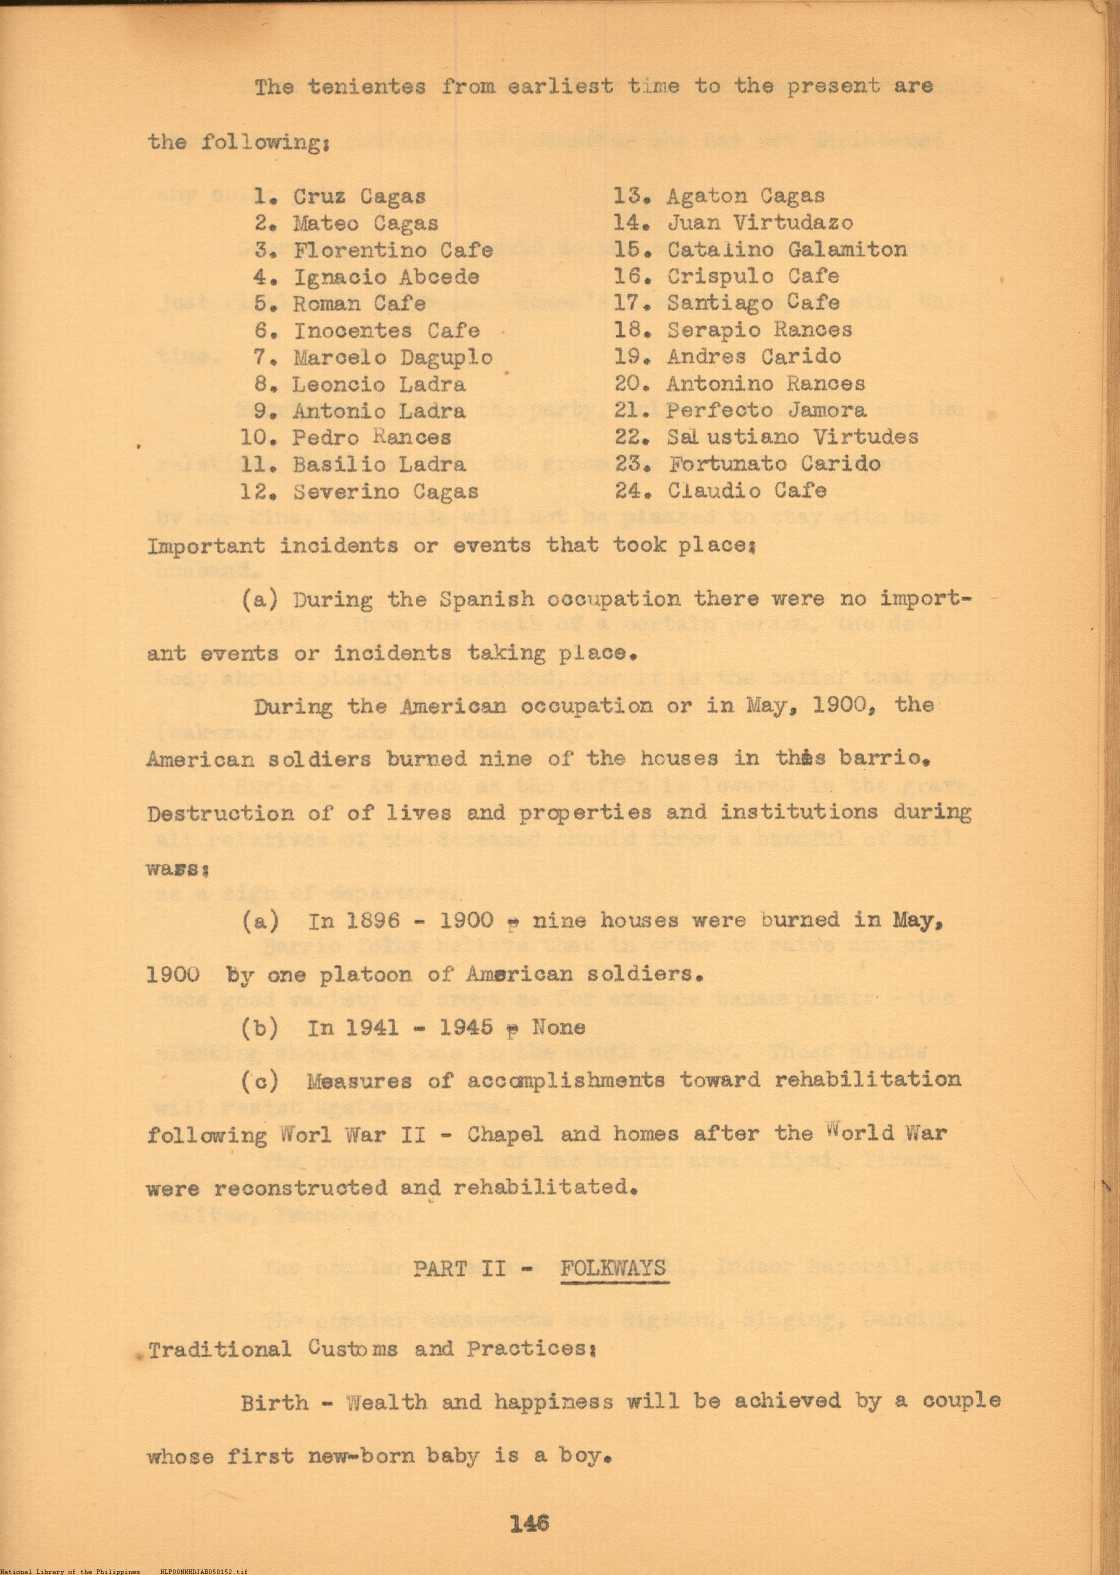 The tenientes from earliest time to the present are
the following:
1. Cruz Cagas
2. Mateo Cagas
3. Florentino Cafe
4. Ignacio Abcede
5. Roman Cafe
6. Inocentes Cafe
7. Marcelo Daguplo
8. Leoncio Ladra
9. Antonio Ladra
10. Pedro Rances
11. Basilio Ladra
12. Severino Cagas
13. Agaton Cagas
14. Juan Virtudazo
15. Catalino Galamiton
16. Crispulo Cafe
17. Santiago Cafe
18. Serapio Rances
19. Andres Carido
20. Antonino Rances
21. Perfecto Jamora
22. Salustiano Virtudes
23. Fortunato Carido
24. Claudio Cafe
Important incidents or events that took place:
(a) During the Spanish occupation there were no import-
ant events or incidents taking place.
During the American occupation or in May, 1900, the
American soldiers burned nine of the houses in this barrio.
Destruction of of lives and properties and institutions during
wars:
(a) In 1896 - 1900 - nine houses were burned in May,
1900 by one platoon of American soldiers.
(b) In 1941 - 1945 - None
(c) Measures of accomplishments toward rehabilitation
following Worl War II - Chapel and homes after the World War
were reconstructed and rehabilitated.
PART II - FOLKWAYS
Traditional Customs and Practices:
Birth - Wealth and happiness will be achieved by a couple
whose first new-born baby is a boy.
146
National Library of the Philippines NLPOONHHDJAB050152.tif